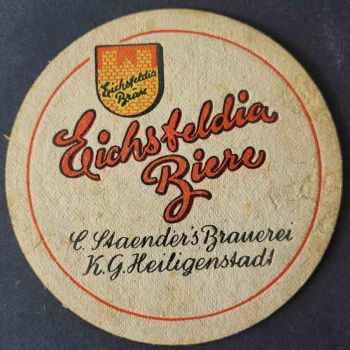 Eichsfeldia
Bräu
Eichsfeldia
Biere
C. Staender's Brauerei
K.G. Heiligenstadt